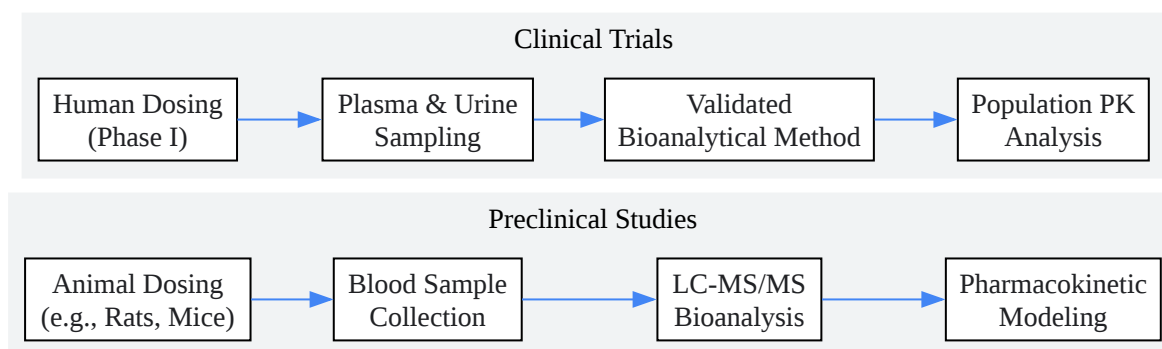 Clinical Trials
Human Dosing
(Phase I)
Plasma & Urine
Sampling
Validated
Bioanalytical Method
Population PK
Analysis
Preclinical Studies
Animal Dosing
(e.g., Rats, Mice)
Blood Sample
Collection
LC-MS/MS
Bioanalysis
Pharmacokinetic
Modeling